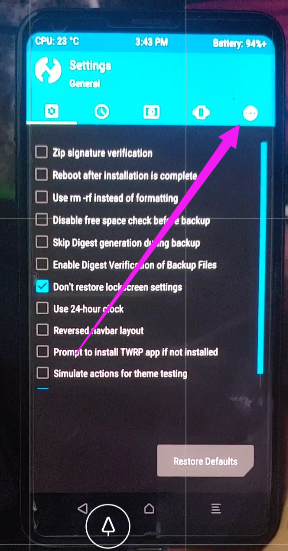 CPU: 23 °C 3:43 PM Battery: 94%+
Settings
General
Zip signature verification
Reboot after installation is complete
Use rm -rf instead of formatting
Disable free space check before backup
Skip Digest generation during backup
Enable Digest Verification of Backup Files
Don't restore lockscreen settings
Use 24-hour clock
Reversed navbar layout
Prompt to install TWRP app if not installed
Simulate actions for theme testing
Restore Defaults